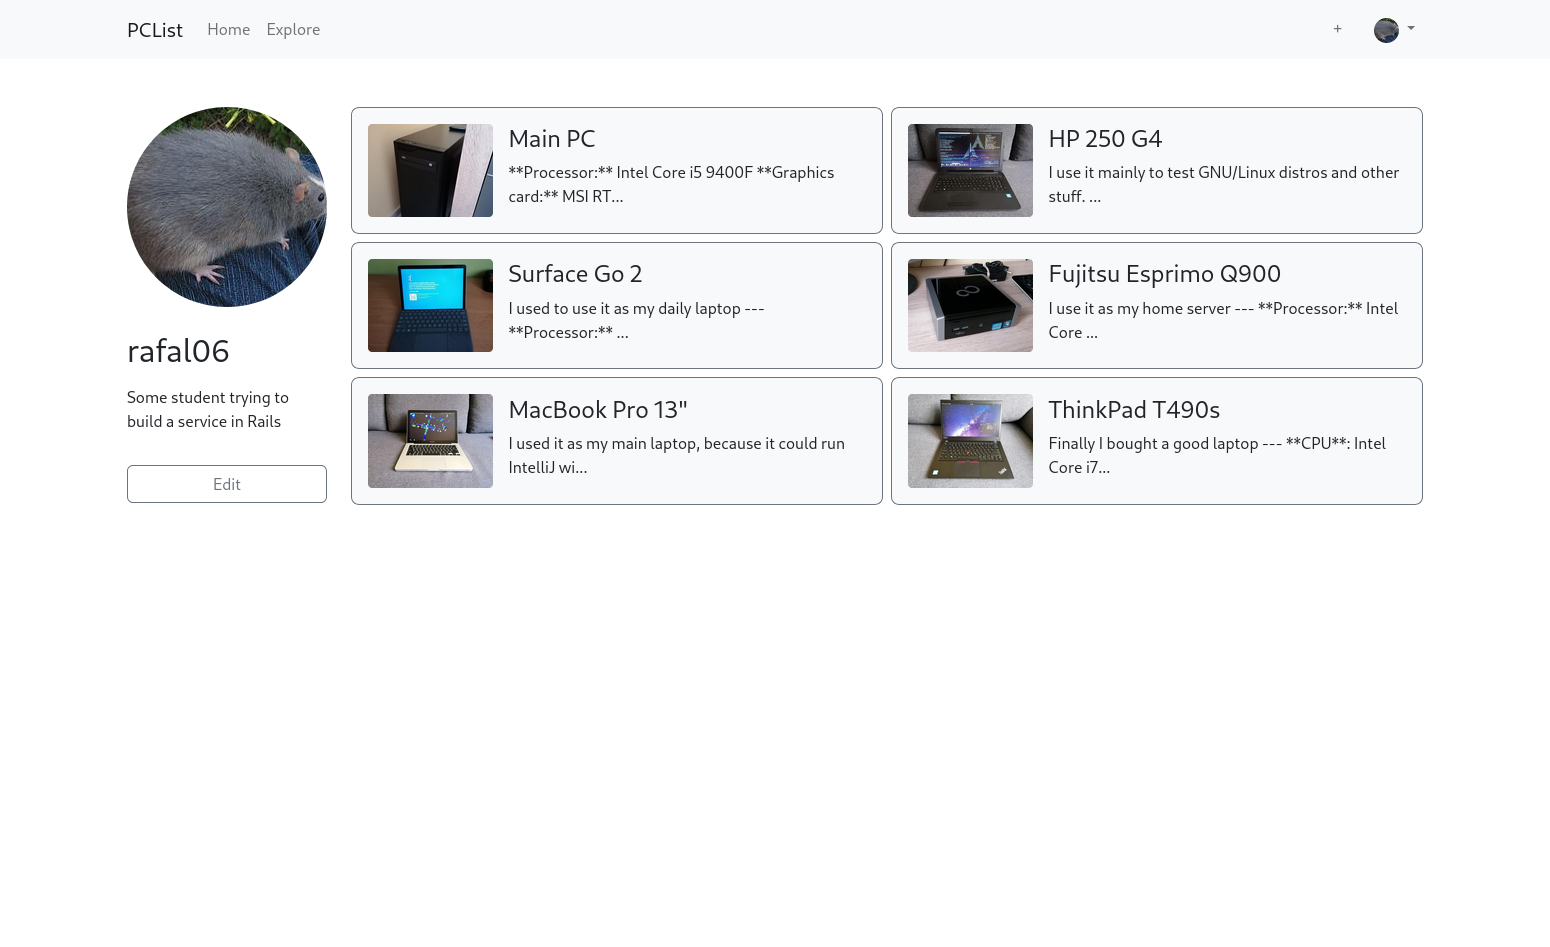 PCList Home Explore +
Main PC
**Processor:** Intel Core i5 9400F **Graphics
card:** MSI RT...
HP 250 G4
I use it mainly to test GNU/Linux distros and other
stuff. ...
Surface Go 2
I used to use it as my daily laptop ---
**Processor:** ...
Fujitsu Esprimo Q900
I use it as my home server --- **Processor:** Intel
Core ...
MacBook Pro 13"
I used it as my main laptop, because it could run
IntelliJ wi...
ThinkPad T490s
Finally I bought a good laptop --- **CPU**: Intel
Core i7...
rafal06
Some student trying to
build a service in Rails
Edit